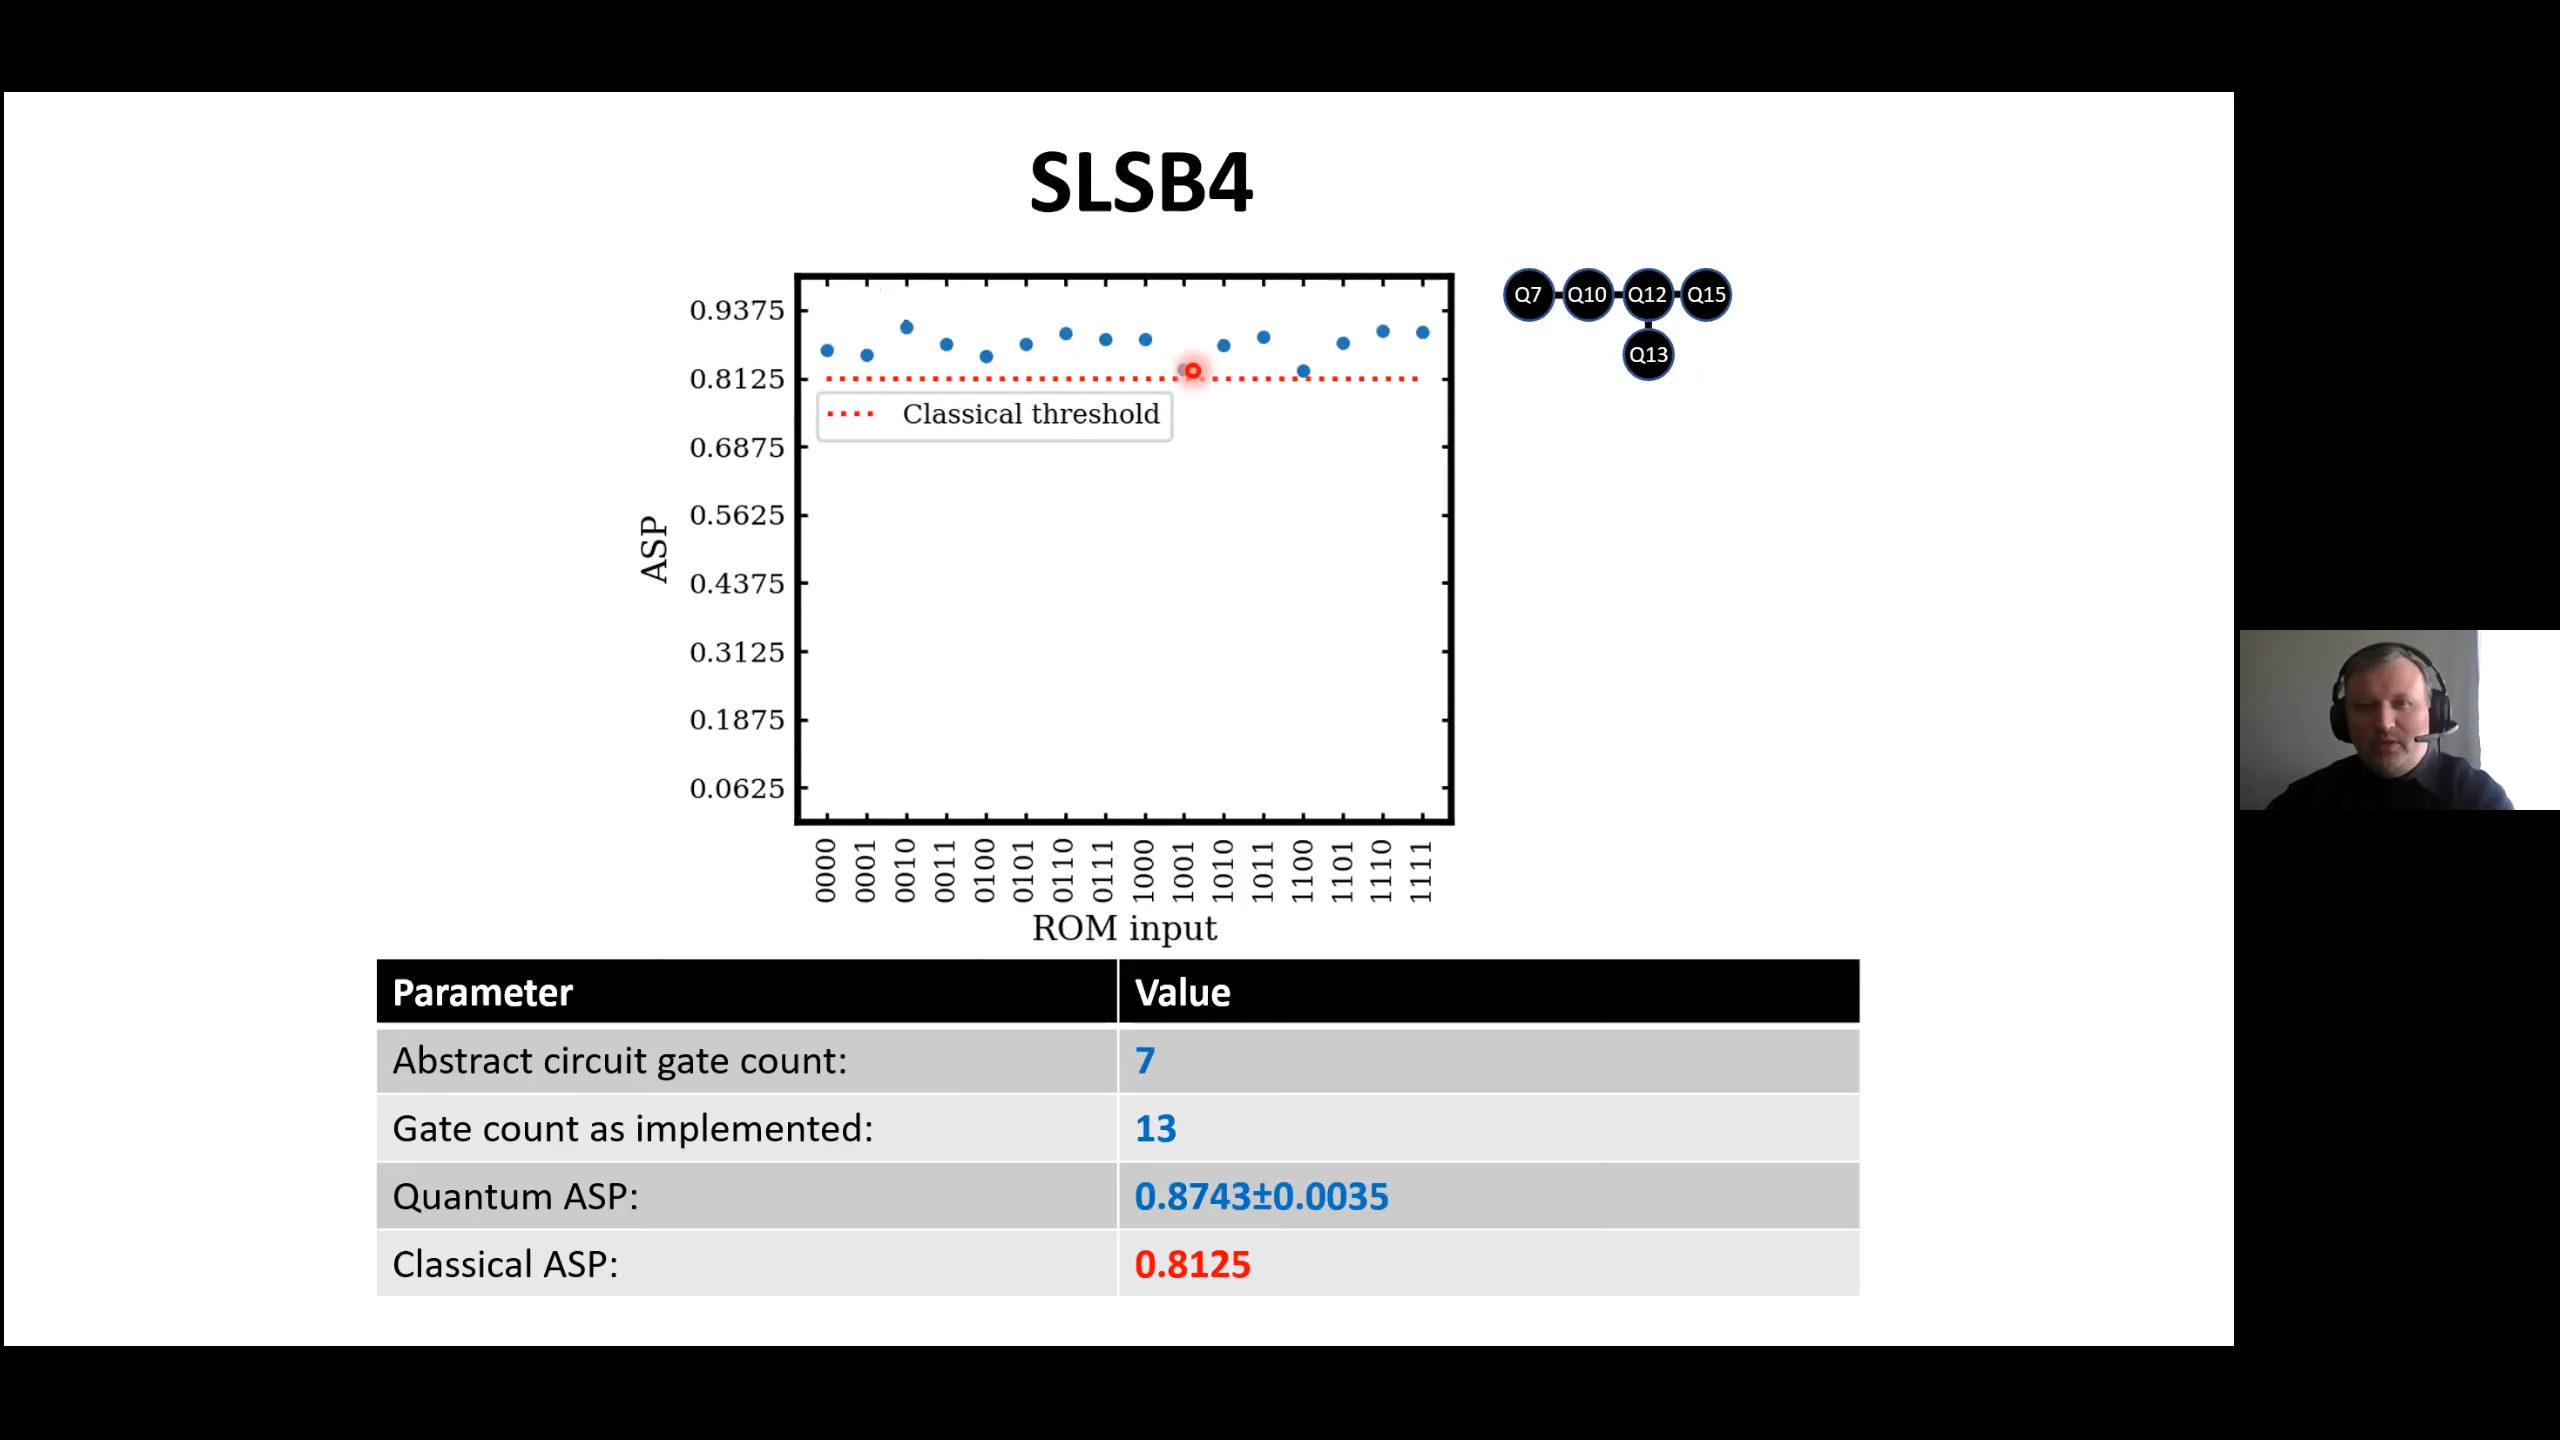 SLSB4
0.9375
0.8125
0.6875
0.5625
0.4375
0.3125
0.1875
0.0625
ASP
Classical threshold
0000
0001
0010
0011
0100
0101
0110
0111
1000
1001
1010
1011
1100
1101
1110
1111
ROM input
Q7 Q10 Q12 Q15
Q13
Parameter Value
Abstract circuit gate count: 7
Gate count as implemented: 13
Quantum ASP: 0.8743±0.0035
Classical ASP: 0.8125